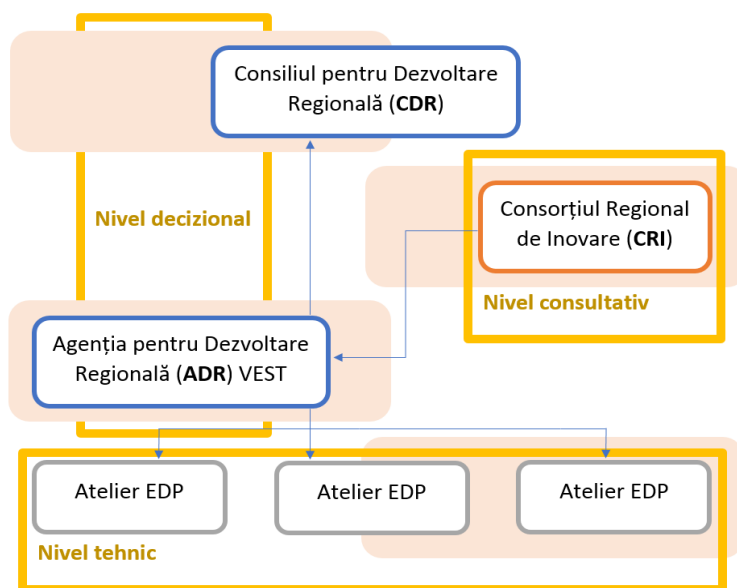 Consiliul pentru Dezvoltare
Regională (CDR)
Nivel decizional
Consorțiul Regional
de Inovare (CRI)
Nivel consultativ
Agenția pentru Dezvoltare
Regională (ADR) VEST
Atelier EDP
Atelier EDP
Atelier EDP
Nivel tehnic